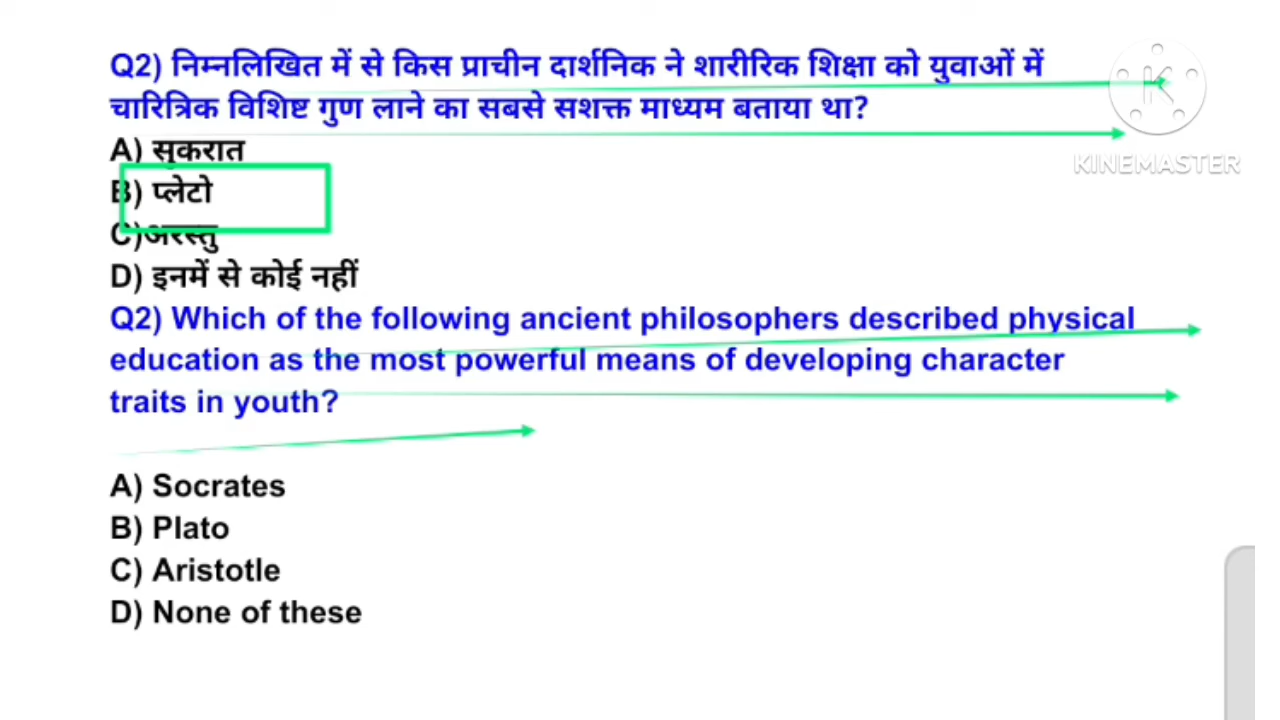 Q2) निम्नलिखित में से किस प्राचीन दार्शनिक ने शारीरिक शिक्षा को युवाओं में
चारित्रिक विशिष्ट गुण लाने का सबसे सशक्त माध्यम बताया था?
A) सुकरात
B) प्लेटो
C)अरस्तु
D) इनमें से कोई नहीं
Q2) Which of the following ancient philosophers described physical
education as the most powerful means of developing character
traits in youth?
A) Socrates
B) Plato
C) Aristotle
D) None of these
K
KINEMASTER